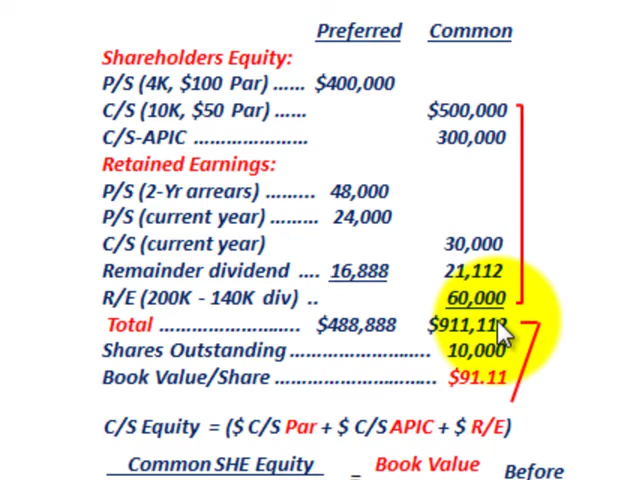 Preferred Common
Shareholders Equity:
P/S (4K, $100 Par) ...... $400,000
C/S (10K, $50 Par) ...... $500,000
C/S-APIC ........................ 300,000
Retained Earnings:
P/S (2-Yr arrears) ......... 48,000
P/S (current year) ......... 24,000
C/S (current year) 30,000
Remainder dividend .... 16,888 21,112
R/E (200K - 140K div) .. 60,000
Total ............................. $488,888 $911,112
Shares Outstanding ............................. 10,000
Book Value/Share ................................. $91.11
C/S Equity = ($ C/S Par + $ C/S APIC + $ R/E)
Common SHE Equity = Book Value Before